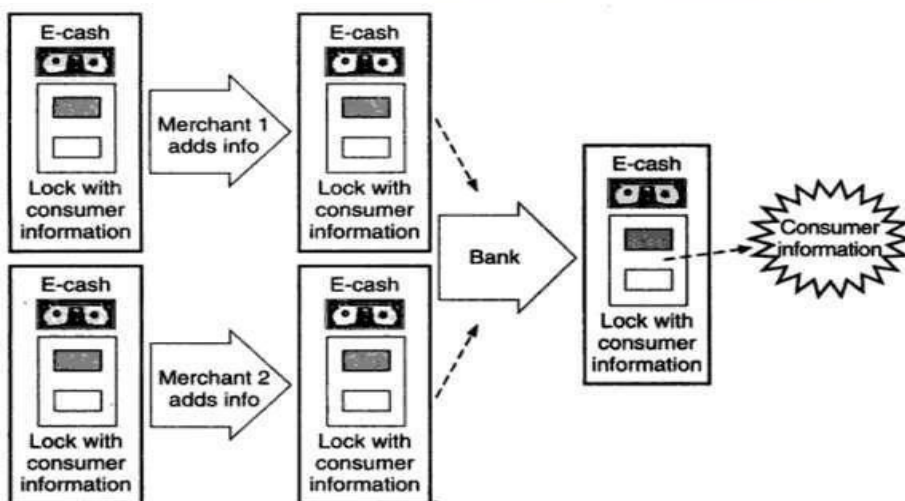 E-cash
Lock with
consumer
information
Merchant 1
adds info
E-cash
Lock with
consumer
information
E-cash
Lock with
consumer
information
Merchant 2
adds info
E-cash
Lock with
consumer
information
Bank
E-cash
Lock with
consumer
information
Consumer
information